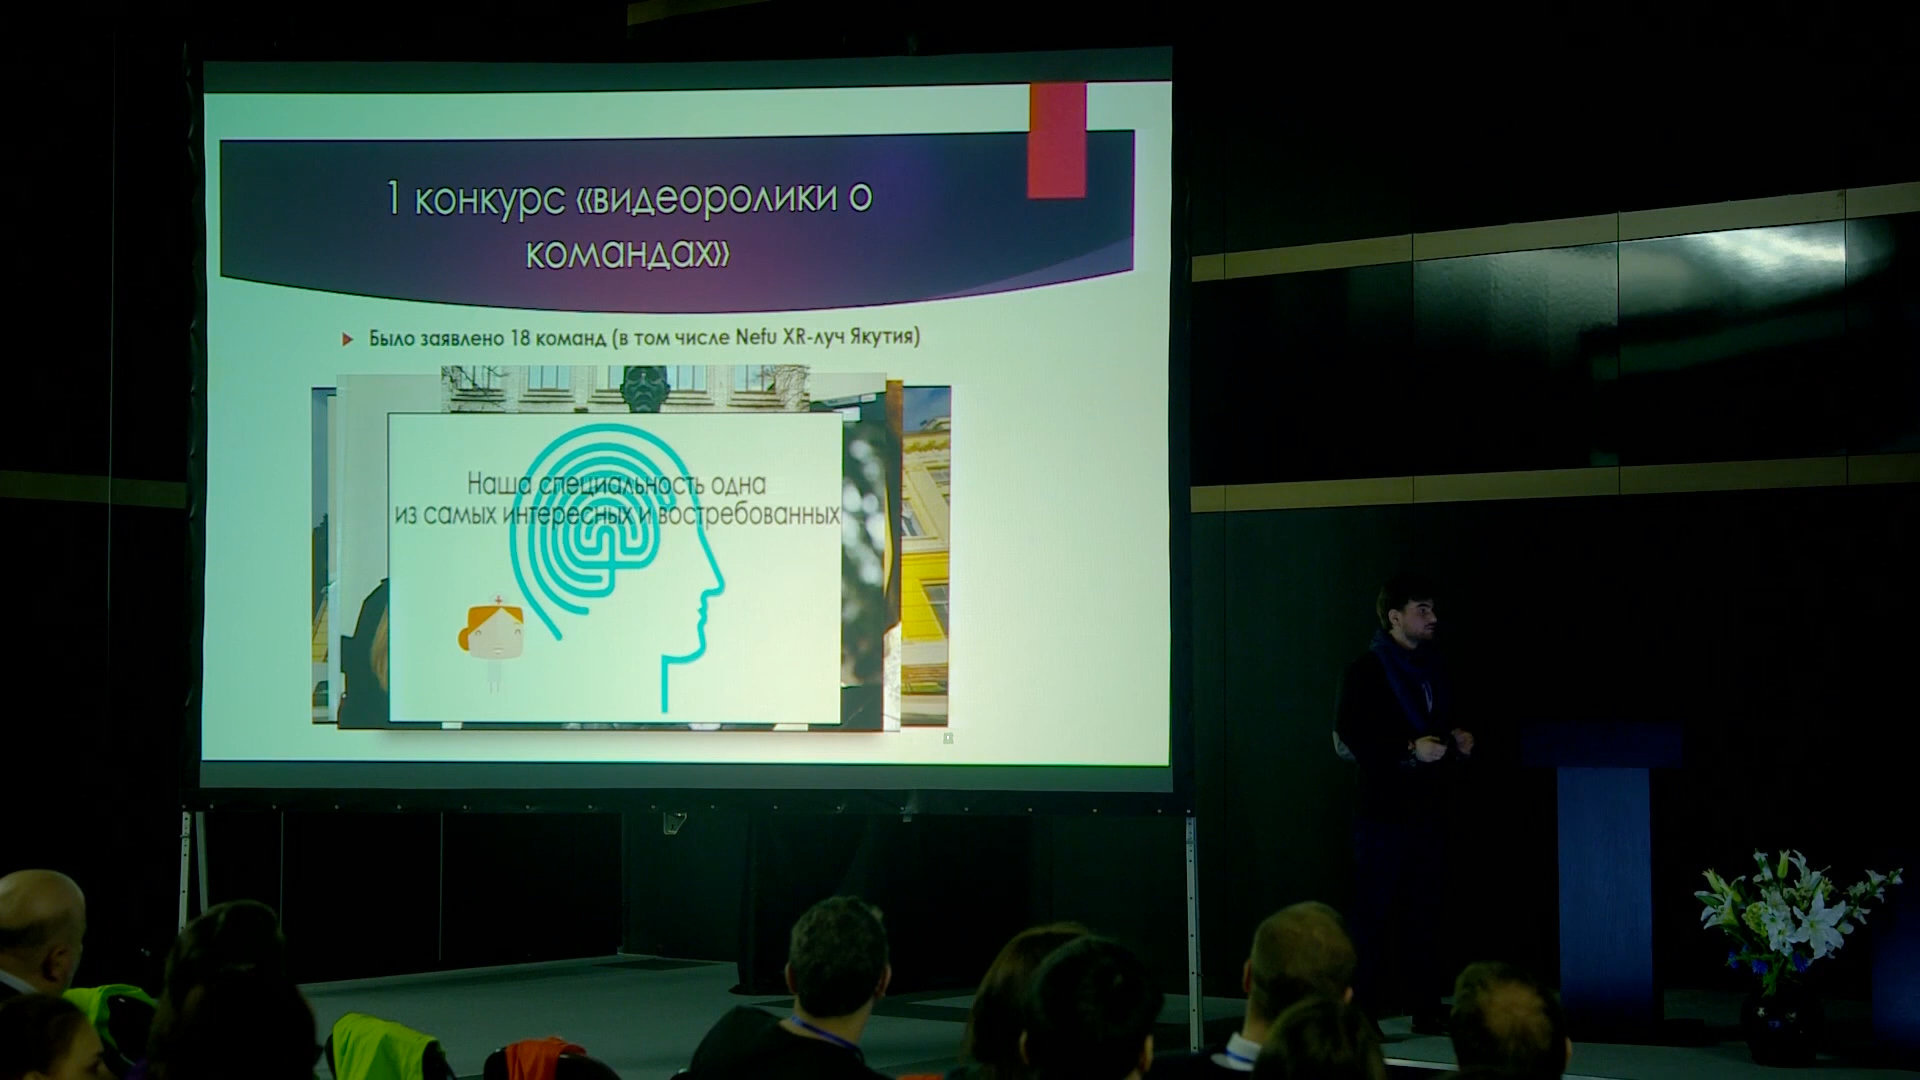 1 конкурс «видеоролики о
командах»
Было заявлено 18 команд (в том числе Nefu XR-луч Якутия)
Наша специальность одна
из самых интересных и востребованных